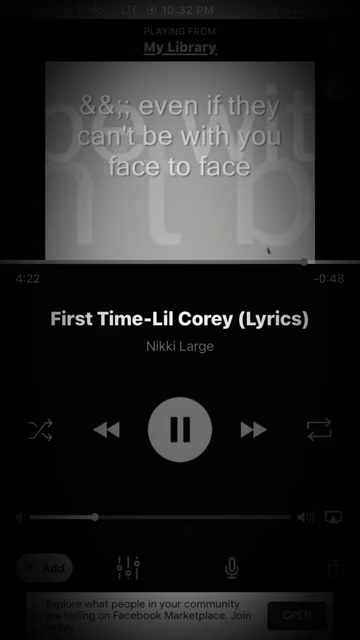 LTE 10:32 PM
PLAYING FROM
My Library
&&;; even if they
can't be with you
face to face
4:22
-0:48
First Time-Lil Corey (Lyrics)
Nikki Large
Add
Explore what people in your community
are selling on Facebook Marketplace. Join
today.
OPEN